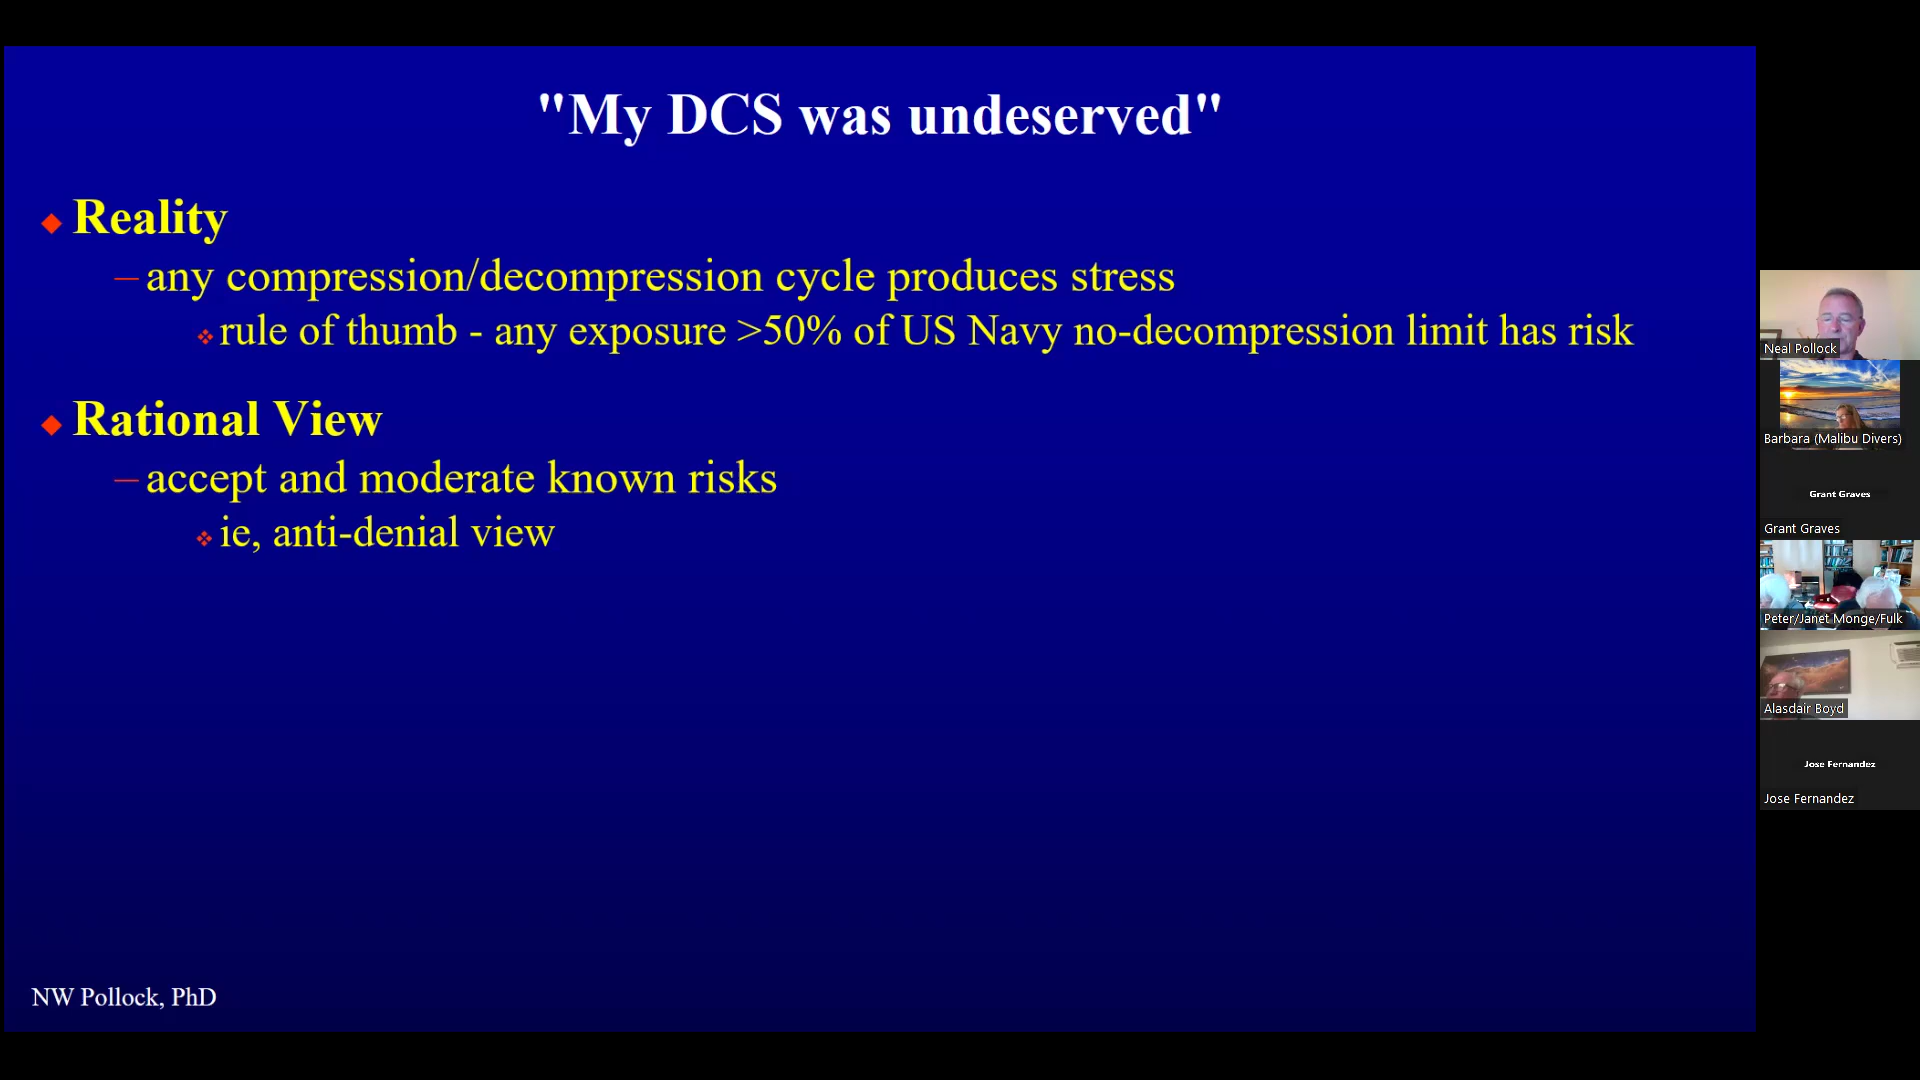 "My DCS was undeserved"
Reality
– any compression/decompression cycle produces stress
rule of thumb - any exposure >50% of US Navy no-decompression limit has risk
Rational View
– accept and moderate known risks
ie, anti-denial view
NW Pollock, PhD
Neal Pollock
Barbara (Malibu Divers)
Grant Graves
Grant Graves
Peter/Janet Monge/Fulk
Alasdair Boyd
Jose Fernandez
Jose Fernandez